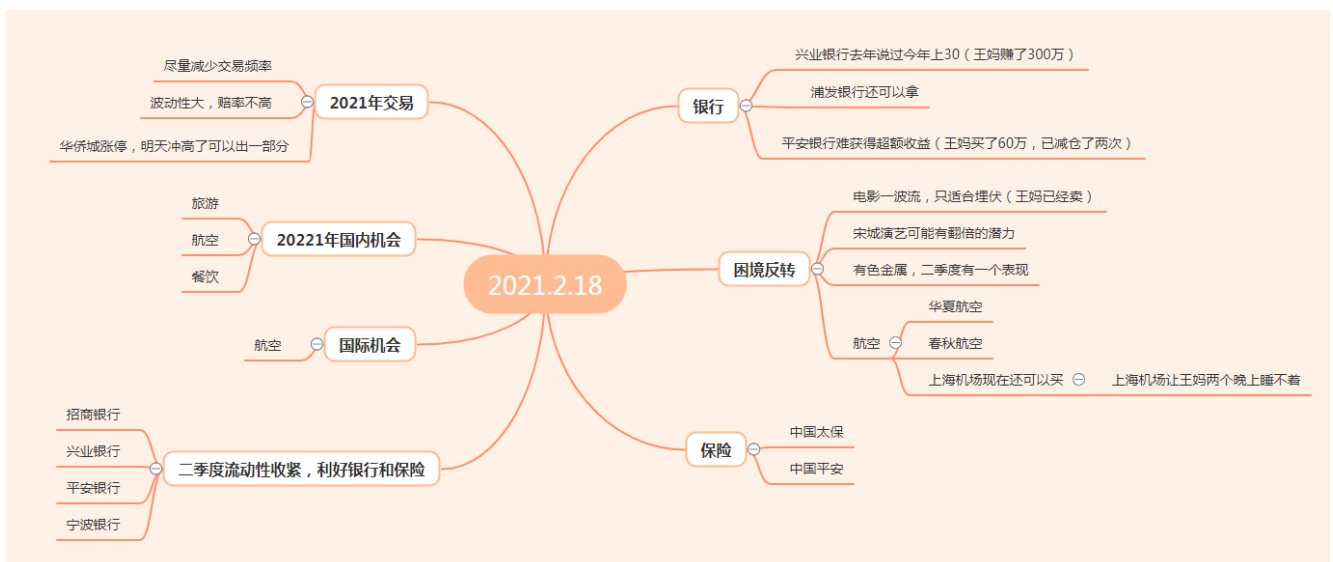 2021.2.18
银行
兴业银行去年说过今年上30（王妈赚了300万）
浦发银行还可以拿
平安银行难获得超额收益（王妈买了60万，已减仓了两次）
困境反转
电影一波流，只适合埋伏（王妈已经卖）
宋城演艺可能有翻倍的潜力
有色金属，二季度有一个表现
航空
华夏航空
春秋航空
上海机场现在还可以买
上海机场让王妈两个晚上睡不着
保险
中国太保
中国平安
2021年交易
尽量减少交易频率
波动性大，赔率不高
华侨城涨停，明天冲高了可以出一部分
20221年国内机会
旅游
航空
餐饮
国际机会
航空
二季度流动性收紧，利好银行和保险
招商银行
兴业银行
平安银行
宁波银行